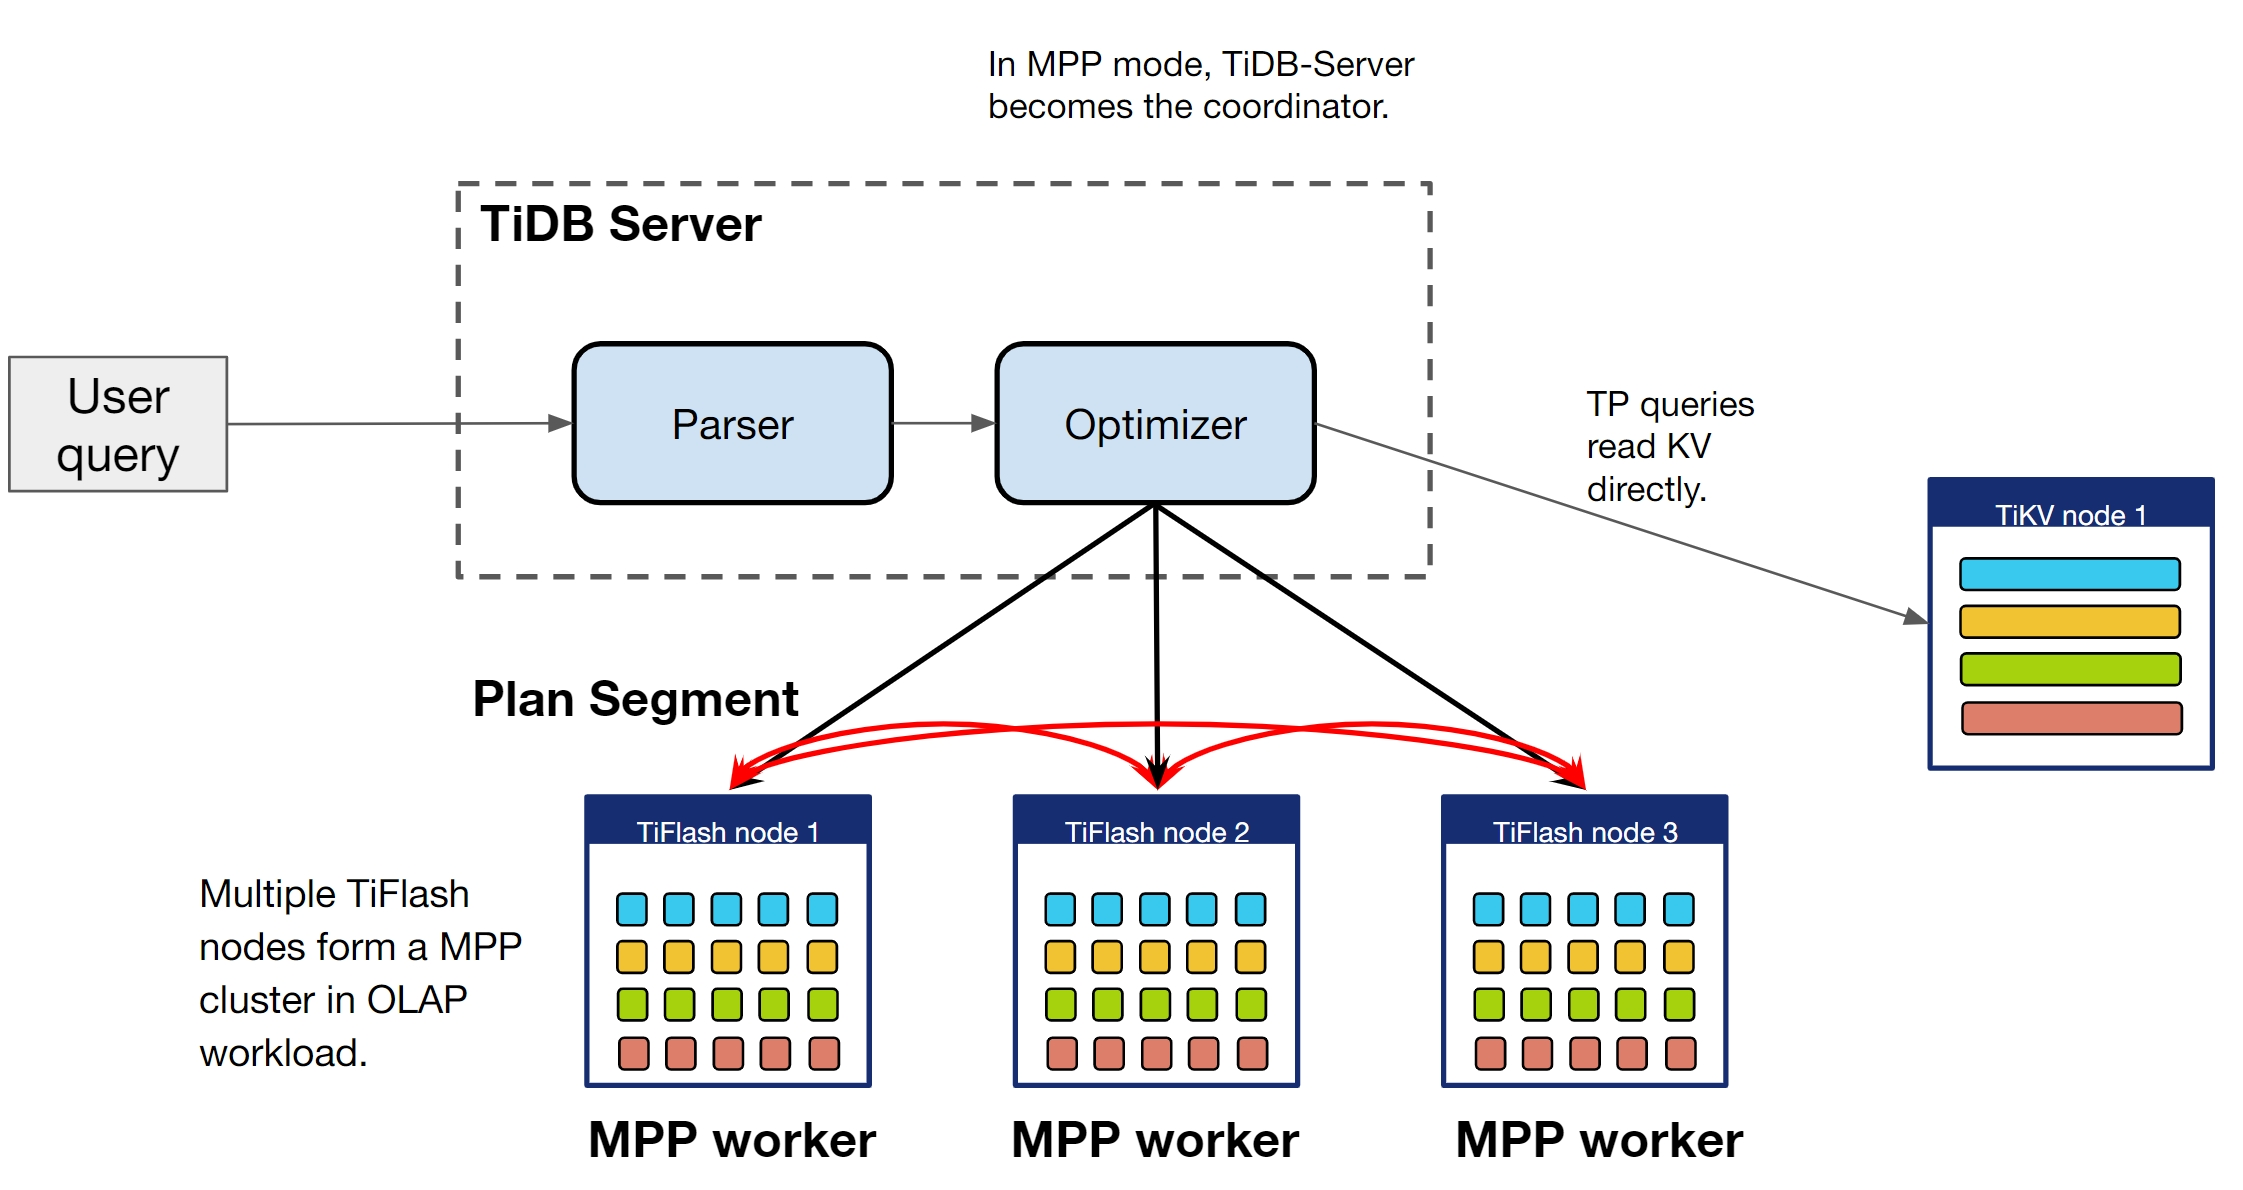 In MPP mode, TiDB-Server
becomes the coordinator.
TiDB Server
User
query
Parser
Optimizer
TP queries
read KV
directly.
TiKV node 1
Plan Segment
TiFlash node 1
TiFlash node 2
TiFlash node 3
Multiple TiFlash
nodes form a MPP
cluster in OLAP
workload.
MPP worker
MPP worker
MPP worker